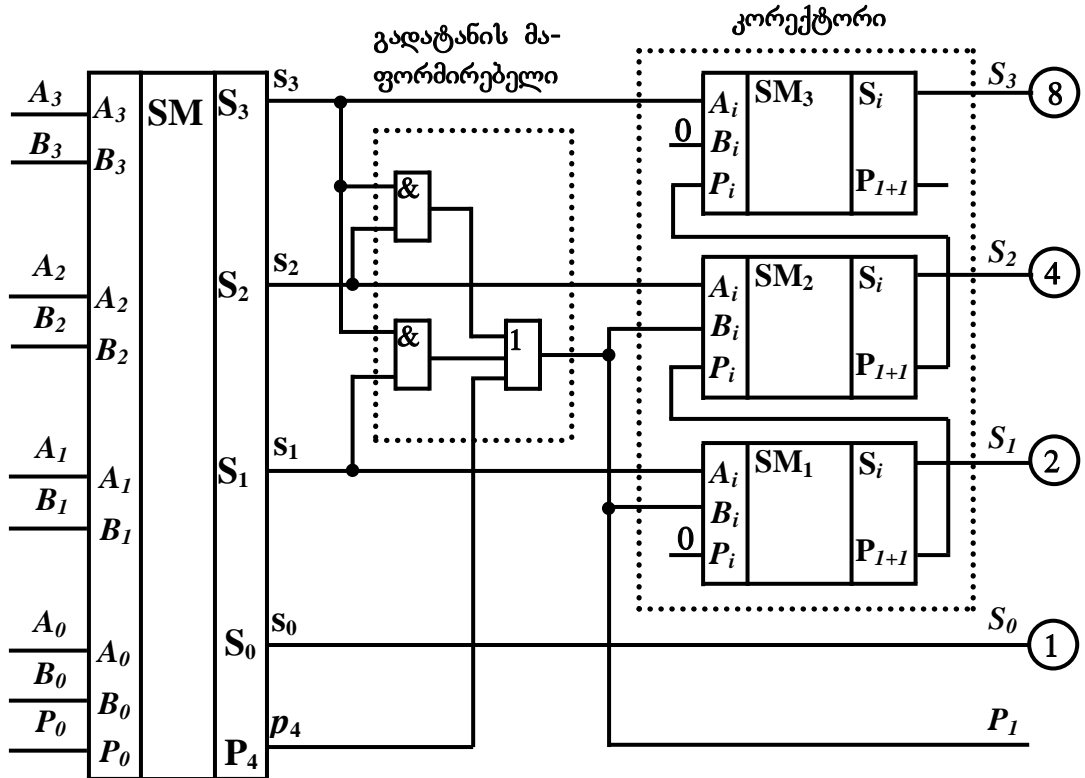 კორექტორი
გადატანის მა-
ფორმირებელი
A3
B3
A2
B2
A1
B1
A0
B0
P0
A3
B3
A2
B2
A1
B1
A0
B0
P0
SM
S3
S2
S1
S0
P4
s3
s2
s1
s0
p4
&
&
1
0
Ai
Bi
Pi
SM3
Si
P1+1
Ai
Bi
Pi
SM2
Si
P1+1
0
Ai
Bi
Pi
SM1
Si
P1+1
S3
8
S2
4
S1
2
S0
1
P1